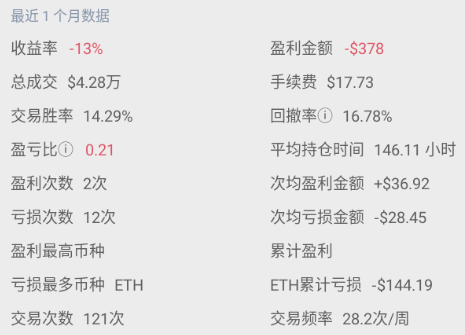 最近 1 个月数据
收益率 -13% 盈利金额 -$378
总成交 $4.28万 手续费 $17.73
交易胜率 14.29% 回撤率ⓘ 16.78%
盈亏比ⓘ 0.21 平均持仓时间 146.11 小时
盈利次数 2次 次均盈利金额 +$36.92
亏损次数 12次 次均亏损金额 -$28.45
盈利最高币种 累计盈利
亏损最多币种 ETH ETH累计亏损 -$144.19
交易次数 121次 交易频率 28.2次/周